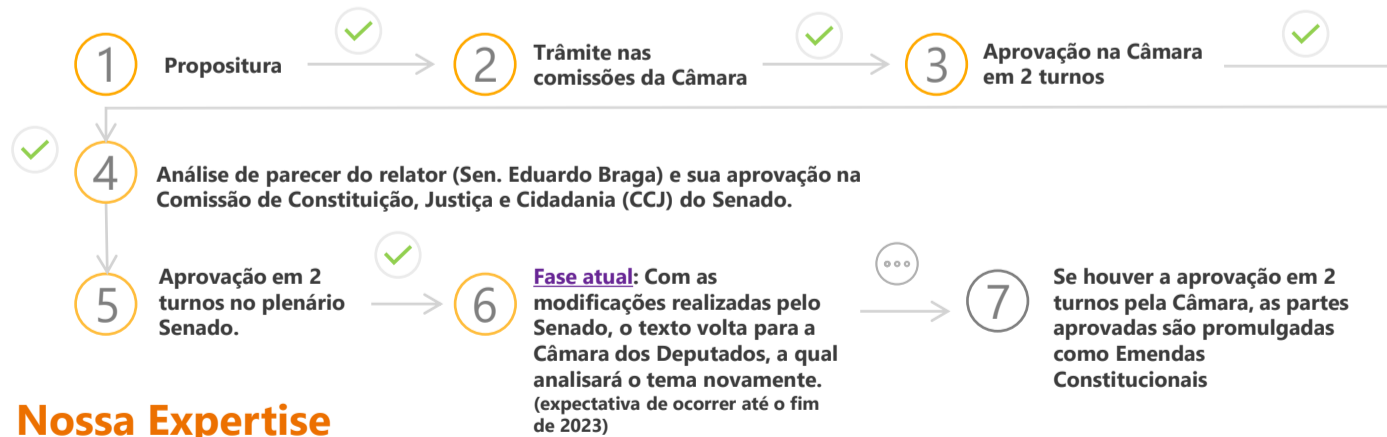 1
Propositura
2
Trâmite nas
comissões da Câmara
3
Aprovação na Câmara
em 2 turnos
4
Análise de parecer do relator (Sen. Eduardo Braga) e sua aprovação na
Comissão de Constituição, Justiça e Cidadania (CCJ) do Senado.
5
Aprovação em 2
turnos no plenário
Senado.
6
Fase atual: Com as
modificações realizadas pelo
Senado, o texto volta para a
Câmara dos Deputados, a qual
analisará o tema novamente.
(expectativa de ocorrer até o fim
de 2023)
7
Se houver a aprovação em 2
turnos pela Câmara, as partes
aprovadas são promulgadas
como Emendas
Constitucionais
Nossa Expertise